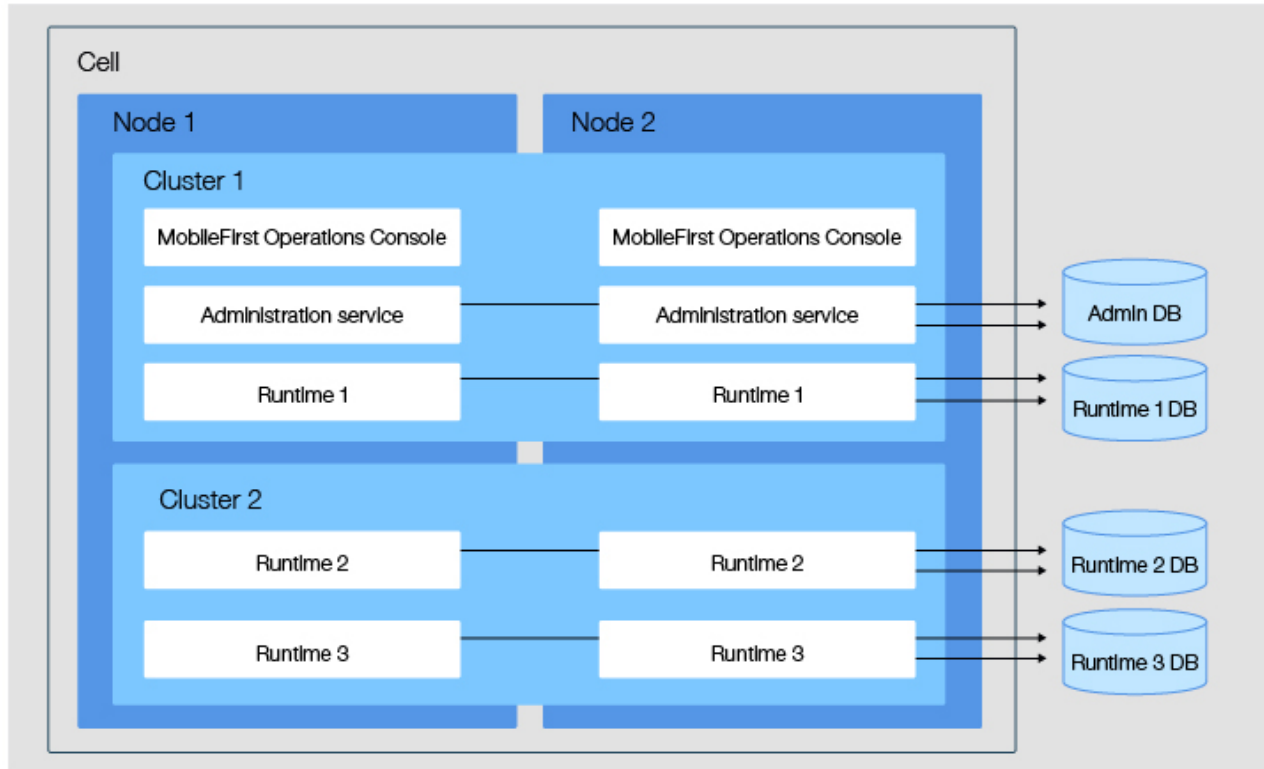 Cell
Node 1
Node 2
Cluster 1
MobileFirst Operations Console
MobileFirst Operations Console
Administration service
Administration service
Admin DB
Runtime 1
Runtime 1
Runtime 1 DB
Cluster 2
Runtime 2
Runtime 2
Runtime 2 DB
Runtime 3
Runtime 3
Runtime 3 DB